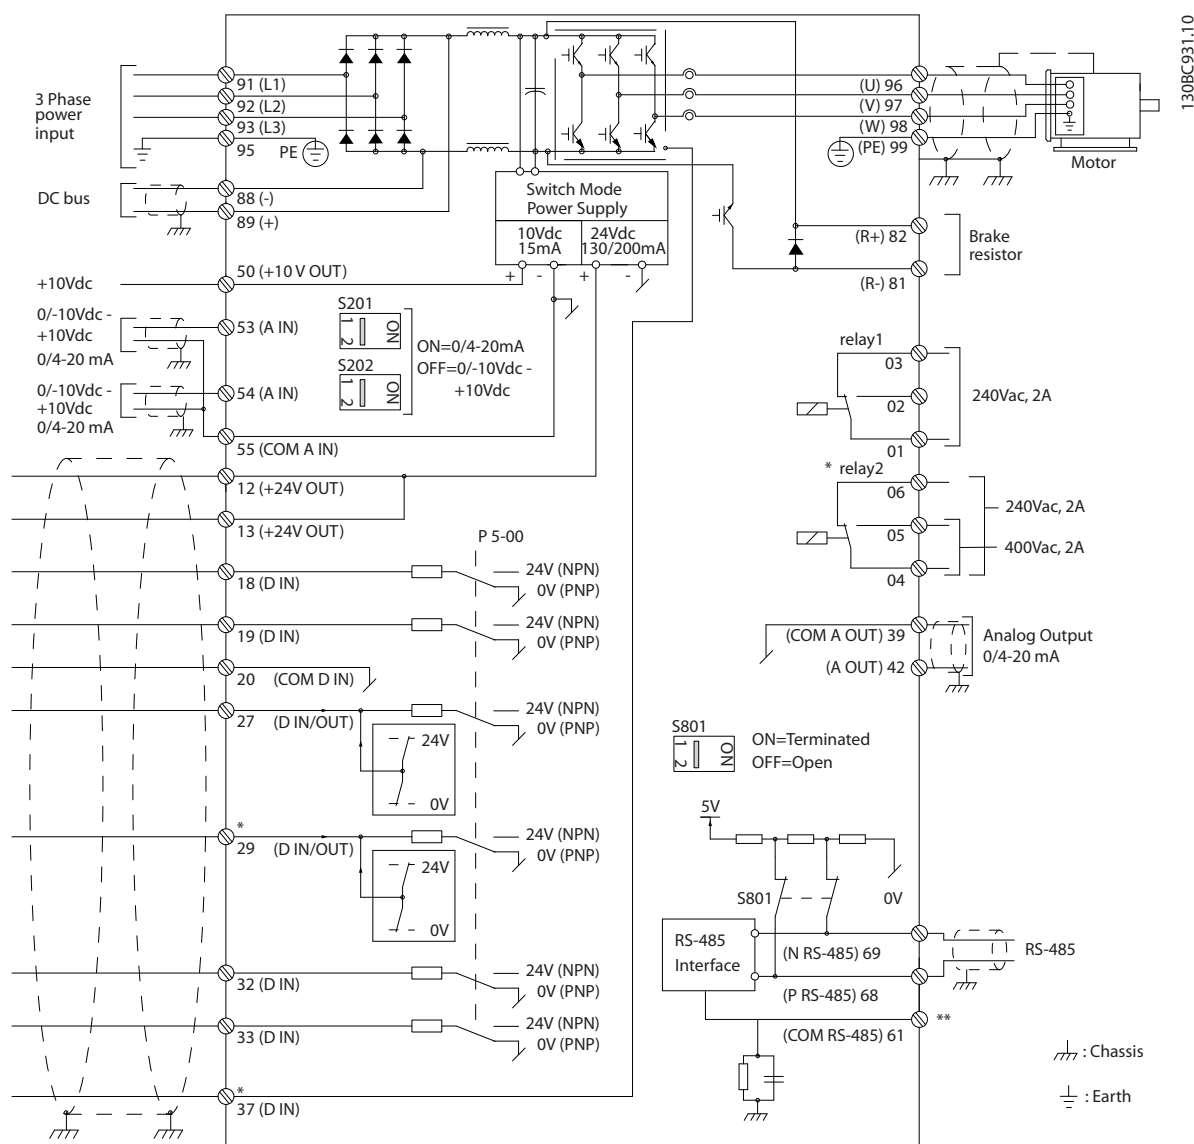 130BC931.10
3 Phase
power
input
91 (L1)
92 (L2)
93 (L3)
95
PE
DC bus
88 (-)
89 (+)
+10Vdc
50 (+10 V OUT)
0/-10Vdc -
+10Vdc
0/4-20 mA
53 (A IN)
0/-10Vdc -
+10Vdc
0/4-20 mA
54 (A IN)
55 (COM A IN)
12 (+24V OUT)
13 (+24V OUT)
18 (D IN)
19 (D IN)
20 (COM D IN)
27 (D IN/OUT)
24V
0V
*
29 (D IN/OUT)
24V
0V
32 (D IN)
33 (D IN)
*
37 (D IN)
Switch Mode
Power Supply
10Vdc
15mA
24Vdc
130/200mA
+ - + -
S201
1 2 ON
S202
1 2 ON
ON=0/4-20mA
OFF=0/-10Vdc -
+10Vdc
P 5-00
24V (NPN)
0V (PNP)
24V (NPN)
0V (PNP)
24V (NPN)
0V (PNP)
24V (NPN)
0V (PNP)
24V (NPN)
0V (PNP)
24V (NPN)
0V (PNP)
(U) 96
(V) 97
(W) 98
(PE) 99
Motor
(R+) 82
(R-) 81
Brake
resistor
relay1
03
02
01
240Vac, 2A
* relay2
06
05
04
240Vac, 2A
400Vac, 2A
(COM A OUT) 39
(A OUT) 42
Analog Output
0/4-20 mA
S801
1 2 ON
ON=Terminated
OFF=Open
5V
S801
0V
RS-485
Interface
(N RS-485) 69
(P RS-485) 68
(COM RS-485) 61
**
RS-485
: Chassis
: Earth